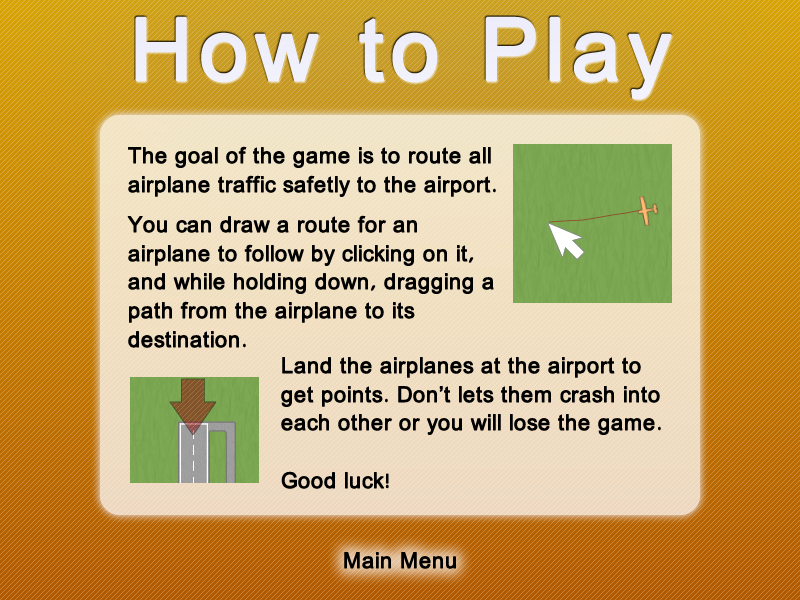 How to Play
The goal of the game is to route all
airplane traffic safetly to the airport.
You can draw a route for an
airplane to follow by clicking on it,
and while holding down, dragging a
path from the airplane to its
destination.
Land the airplanes at the airport to
get points. Don't lets them crash into
each other or you will lose the game.
Good luck!
Main Menu